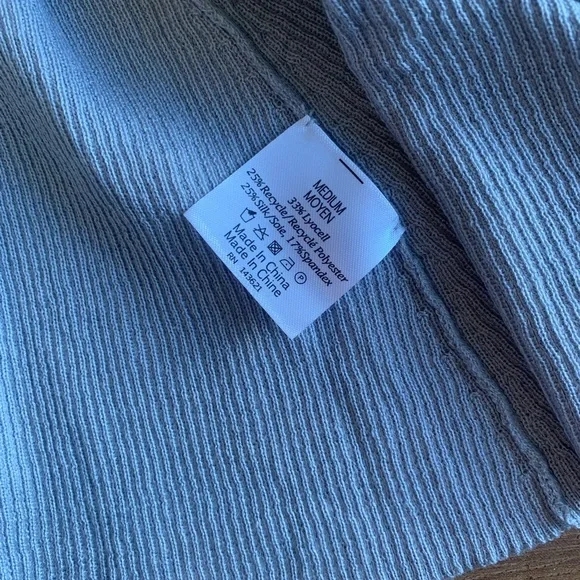 MEDIUM
MOYEN
33% Lyocell
25%Recycle/Recyclé Polyester
25%Silk/Soie, 17%Spandex
Made In China
Made In Chine
RN 143621